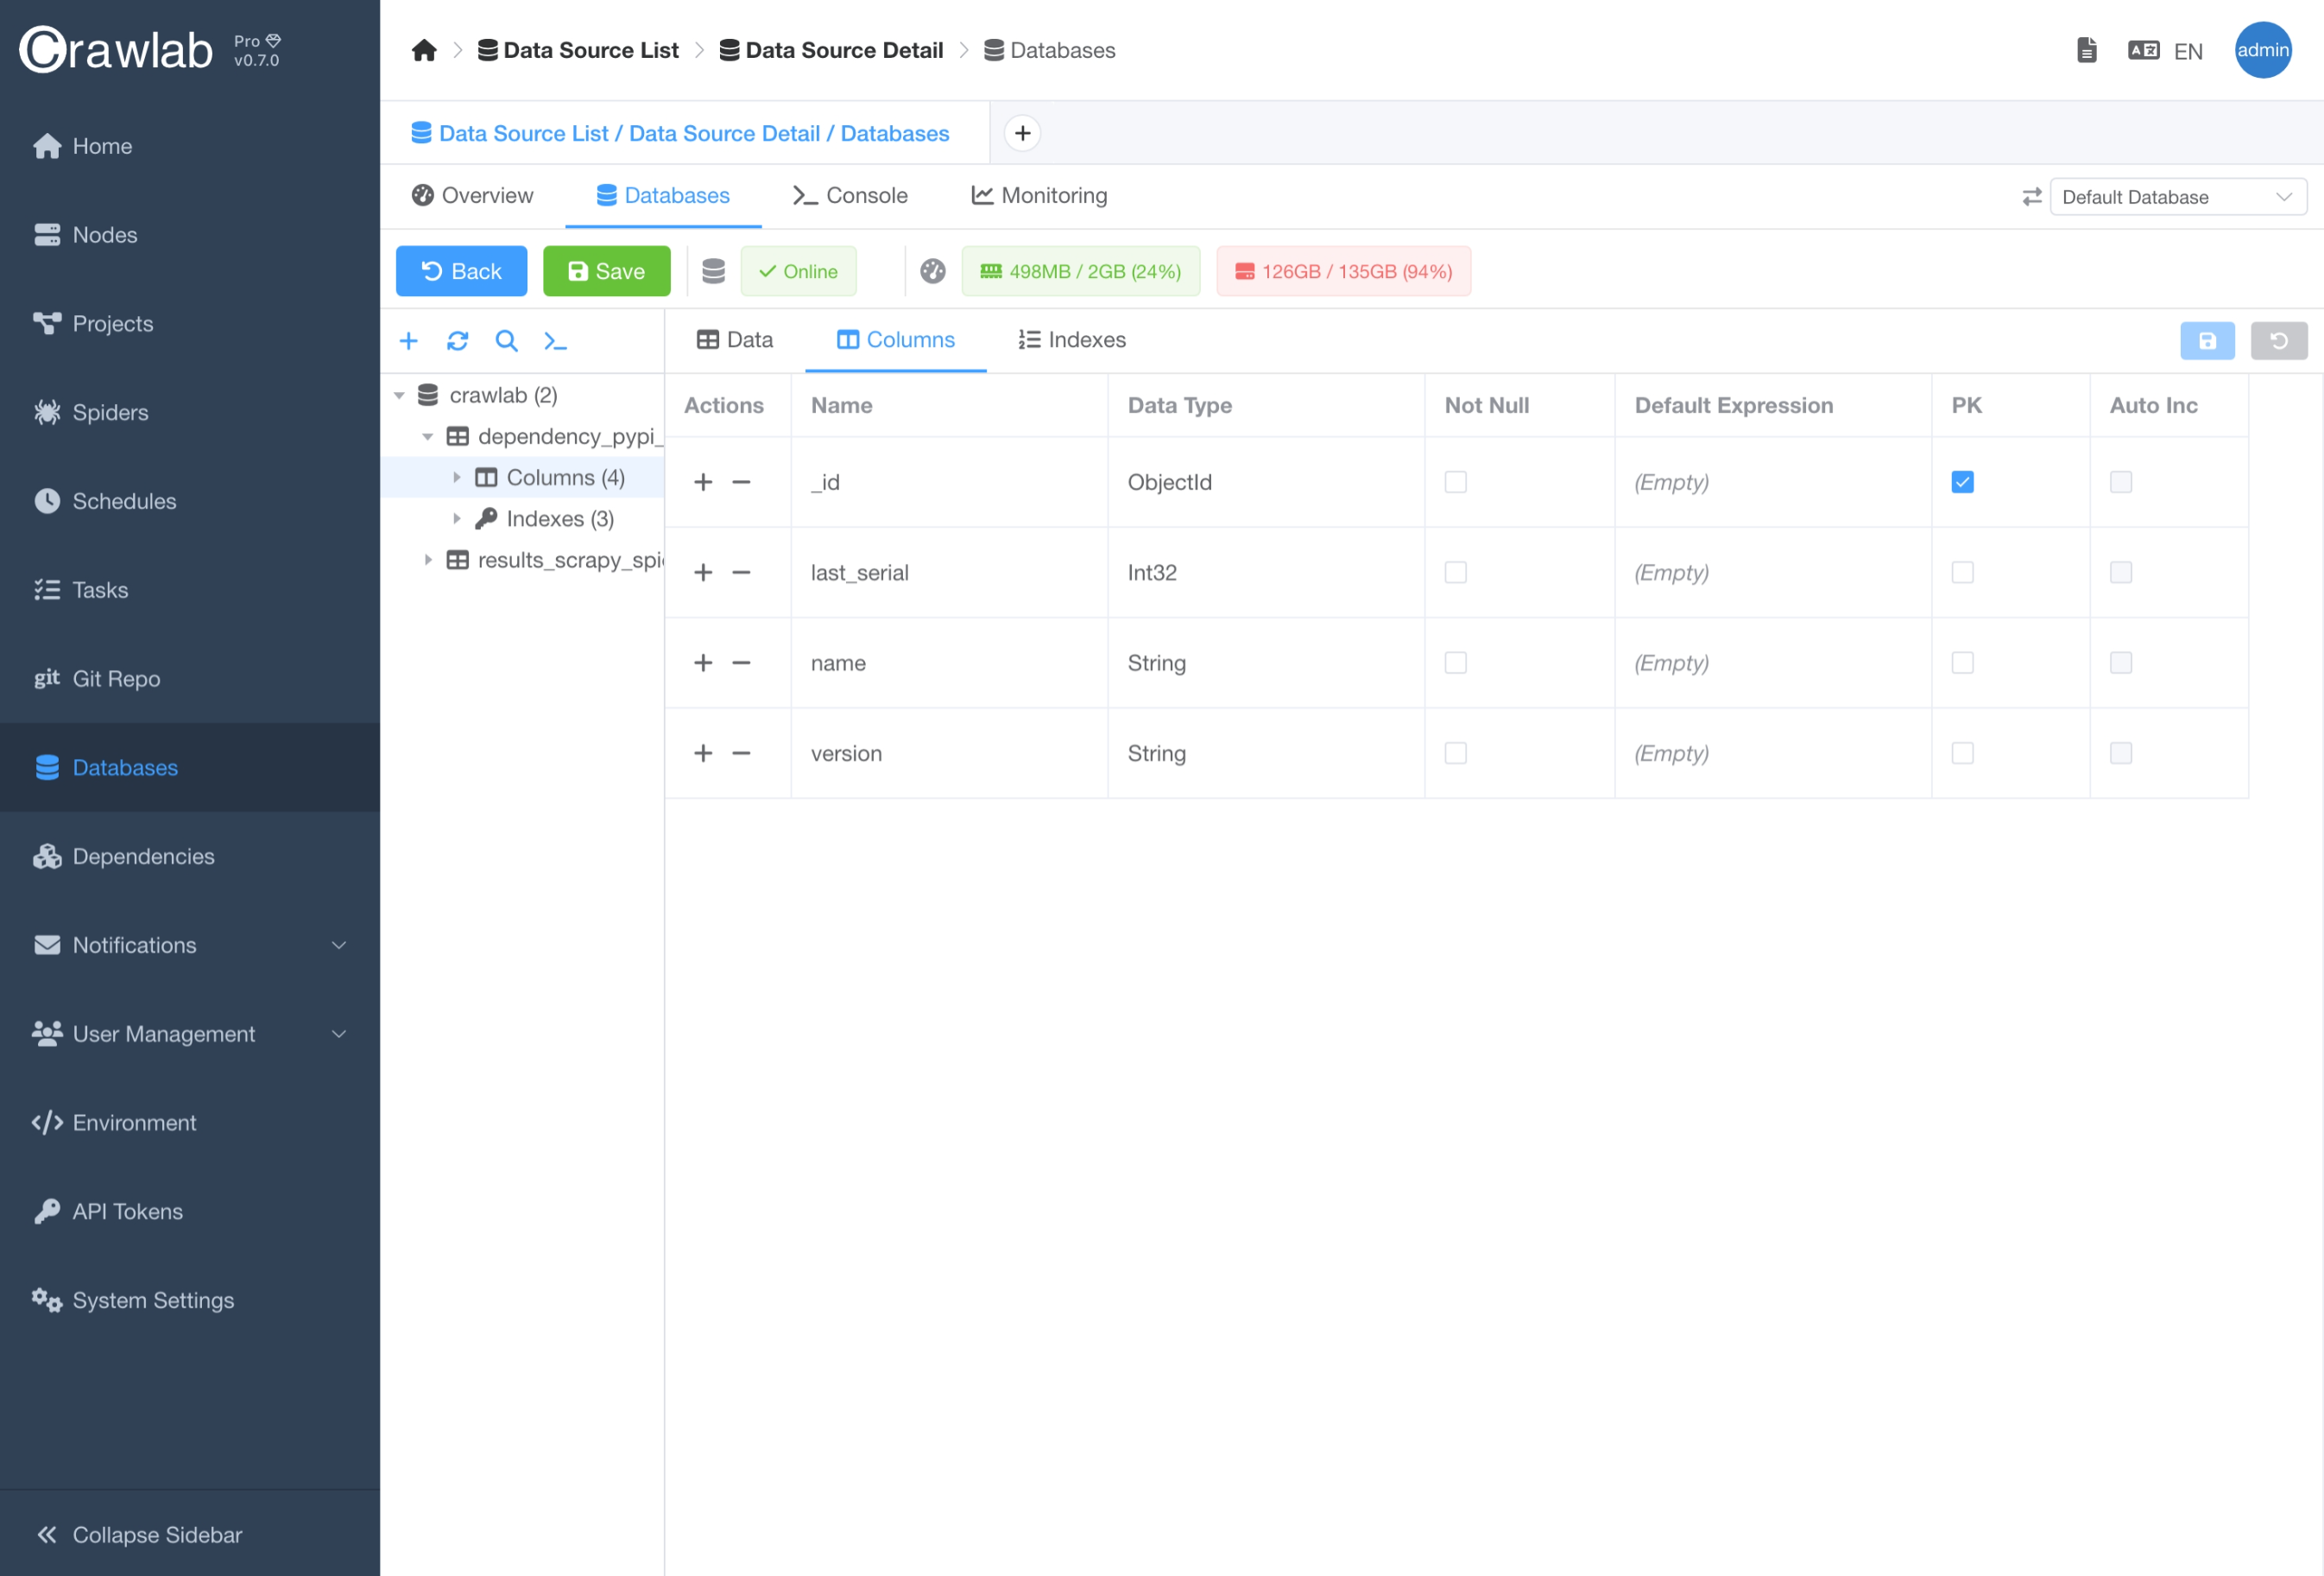 Crawlab
Pro
v0.7.0
Home
Nodes
Projects
Spiders
Schedules
Tasks
git Git Repo
Databases
Dependencies
Notifications
User Management
Environment
API Tokens
System Settings
Collapse Sidebar
Data Source List
Data Source Detail
Databases
EN
admin
Data Source List / Data Source Detail / Databases
Overview
Databases
Console
Monitoring
Default Database
Back
Save
Online
498MB / 2GB (24%)
126GB / 135GB (94%)
crawlab (2)
dependency_pypi_
Columns (4)
Indexes (3)
results_scrapy_spi
Data
Columns
Indexes
Actions Name Data Type Not Null Default Expression PK Auto Inc
_id ObjectId (Empty)
last_serial Int32 (Empty)
name String (Empty)
version String (Empty)